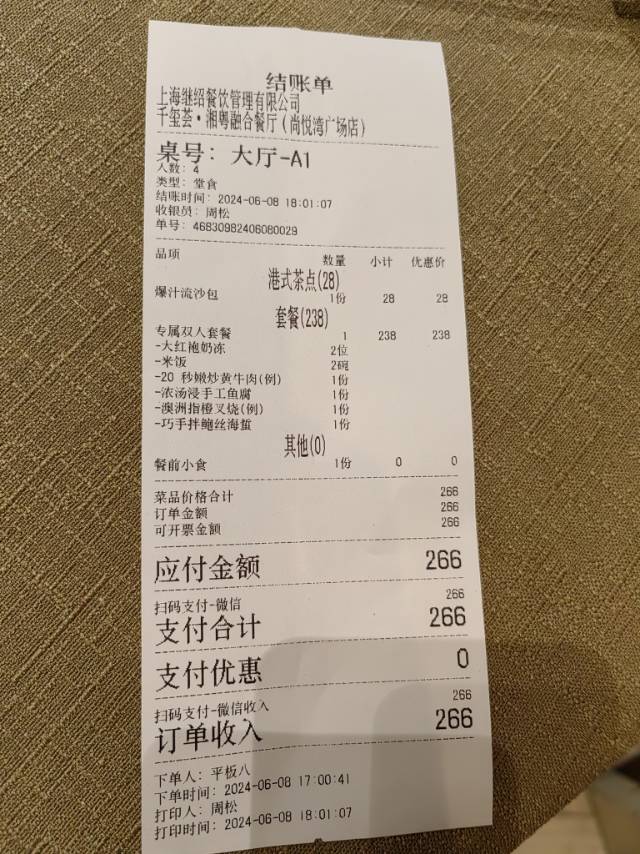 结账单
上海继绍餐饮管理有限公司
千玺荟·湘粤融合餐厅(尚悦湾广场店)
桌号: 大厅-A1
人数: 4
类型: 堂食
结账时间: 2024-06-08 18:01:07
收银员: 周松
单号: 46830982406080029
品项 数量 小计 优惠价
港式茶点(28)
爆汁流沙包 1份 28 28
套餐(238)
专属双人套餐 1 238 238
-大红袍奶冻 2位
-米饭 2碗
-20 秒嫩炒黄牛肉(例) 1份
-浓汤浸手工鱼腐 1份
-澳洲指橙叉烧(例) 1份
-巧手拌鲍丝海蜇 1份
其他(0)
餐前小食 1份 0 0
菜品价格合计 266
订单金额 266
可开票金额 266
应付金额 266
扫码支付-微信 266
支付合计 266
支付优惠 0
扫码支付-微信收入 266
订单收入 266
下单人: 平板八
下单时间: 2024-06-08 17:00:41
打印人: 周松
打印时间: 2024-06-08 18:01:07